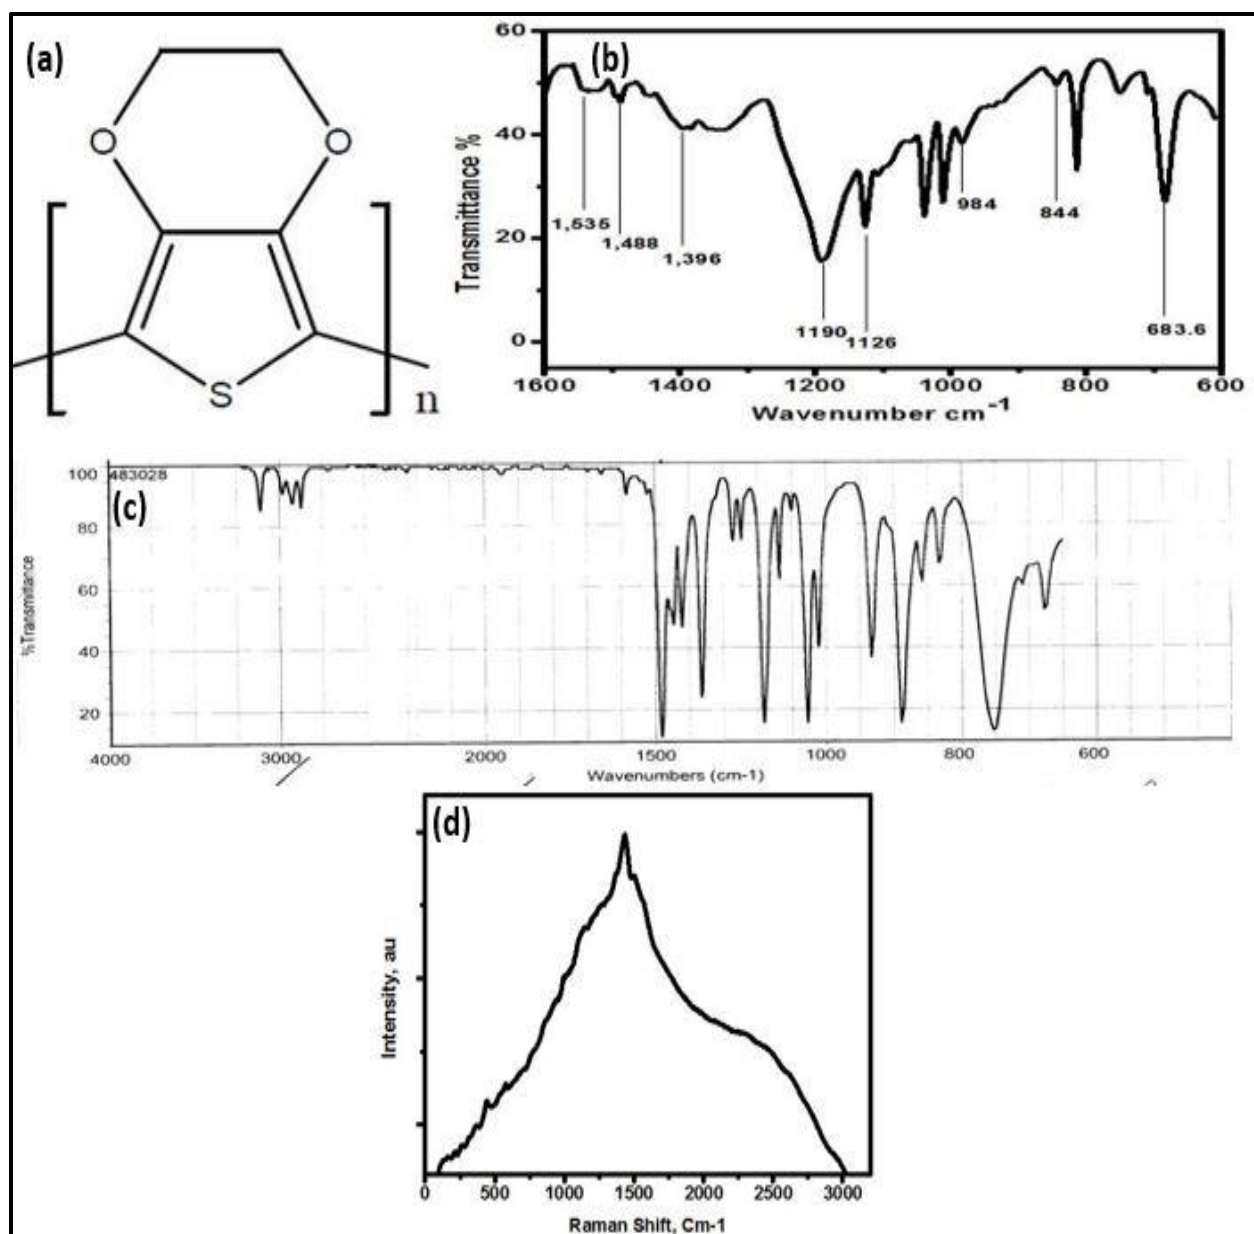 (a)
O
O
S
n
(b)
Transmittance %
60
40
20
0
1,535
1,488
1,396
1190
1126
984
844
683.6
1600
1400
1200
1000
800
600
Wavenumber cm-1
(c)
483028
%Transmittance
100
80
60
40
20
4000
3000
2000
1500
1000
800
600
Wavenumbers (cm-1)
(d)
Intensity, au
0
500
1000
1500
2000
2500
3000
Raman Shift, Cm-1